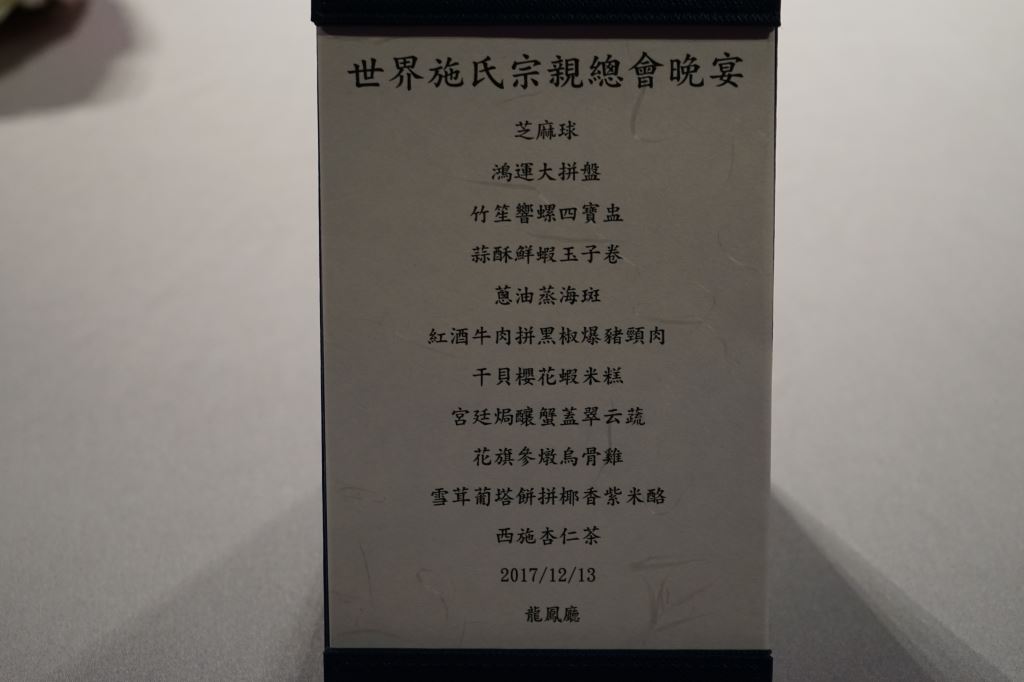 世界施氏宗親總會晚宴
芝麻球
鴻運大拼盤
竹笙響螺四寶盅
蒜酥鮮蝦玉子卷
蔥油蒸海斑
紅酒牛肉拼黑椒爆豬頸肉
干貝櫻花蝦米糕
宮廷焗釀蟹蓋翠云蔬
花旗參燉烏骨雞
雪茸葡塔餅拼椰香紫米酪
西施杏仁茶
2017/12/13
龍鳳廳